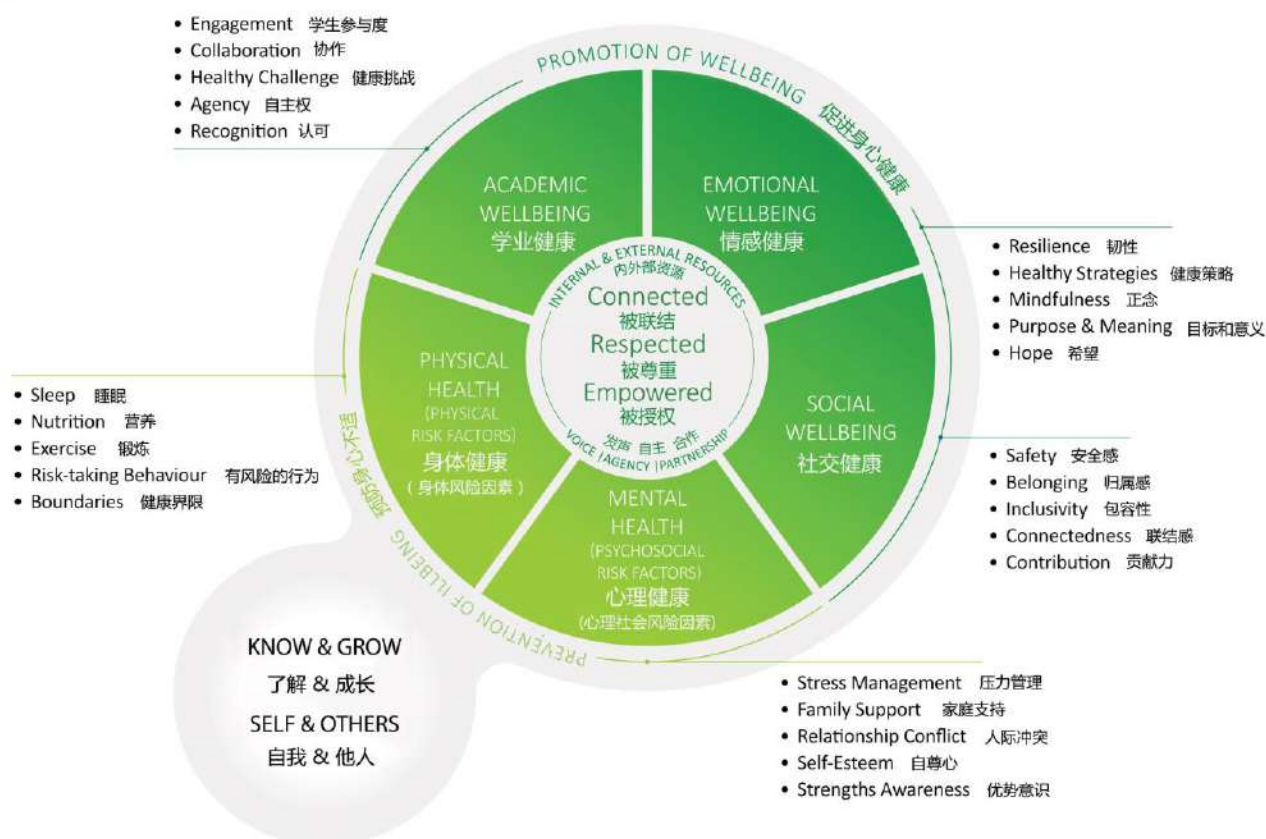 • Engagement 学生参与度
• Collaboration 协作
• Healthy Challenge 健康挑战
• Agency 自主权
• Recognition 认可
PROMOTION OF WELLBEING 促进身心健康
ACADEMIC
WELLBEING
学业健康
EMOTIONAL
WELLBEING
情感健康
• Resilience 韧性
• Healthy Strategies 健康策略
• Mindfulness 正念
• Purpose & Meaning 目标和意义
• Hope 希望
INTERNAL & EXTERNAL RESOURCES
内外部资源
Connected
被联结
Respected
被尊重
Empowered
被授权
发声 自主 合作
VOICE | AGENCY | PARTNERSHIP
PHYSICAL
HEALTH
(PHYSICAL
RISK FACTORS)
身体健康
( 身体风险因素 )
SOCIAL
WELLBEING
社交健康
• Sleep 睡眠
• Nutrition 营养
• Exercise 锻炼
• Risk-taking Behaviour 有风险的行为
• Boundaries 健康界限
• Safety 安全感
• Belonging 归属感
• Inclusivity 包容性
• Connectedness 联结感
• Contribution 贡献力
MENTAL
HEALTH
(PSYCHOSOCIAL
RISK FACTORS)
心理健康
(心理社会风险因素)
PREVENTION OF ILLBEING 预防身心不适
KNOW & GROW
了解 & 成长
SELF & OTHERS
自我 & 他人
• Stress Management 压力管理
• Family Support 家庭支持
• Relationship Conflict 人际冲突
• Self-Esteem 自尊心
• Strengths Awareness 优势意识